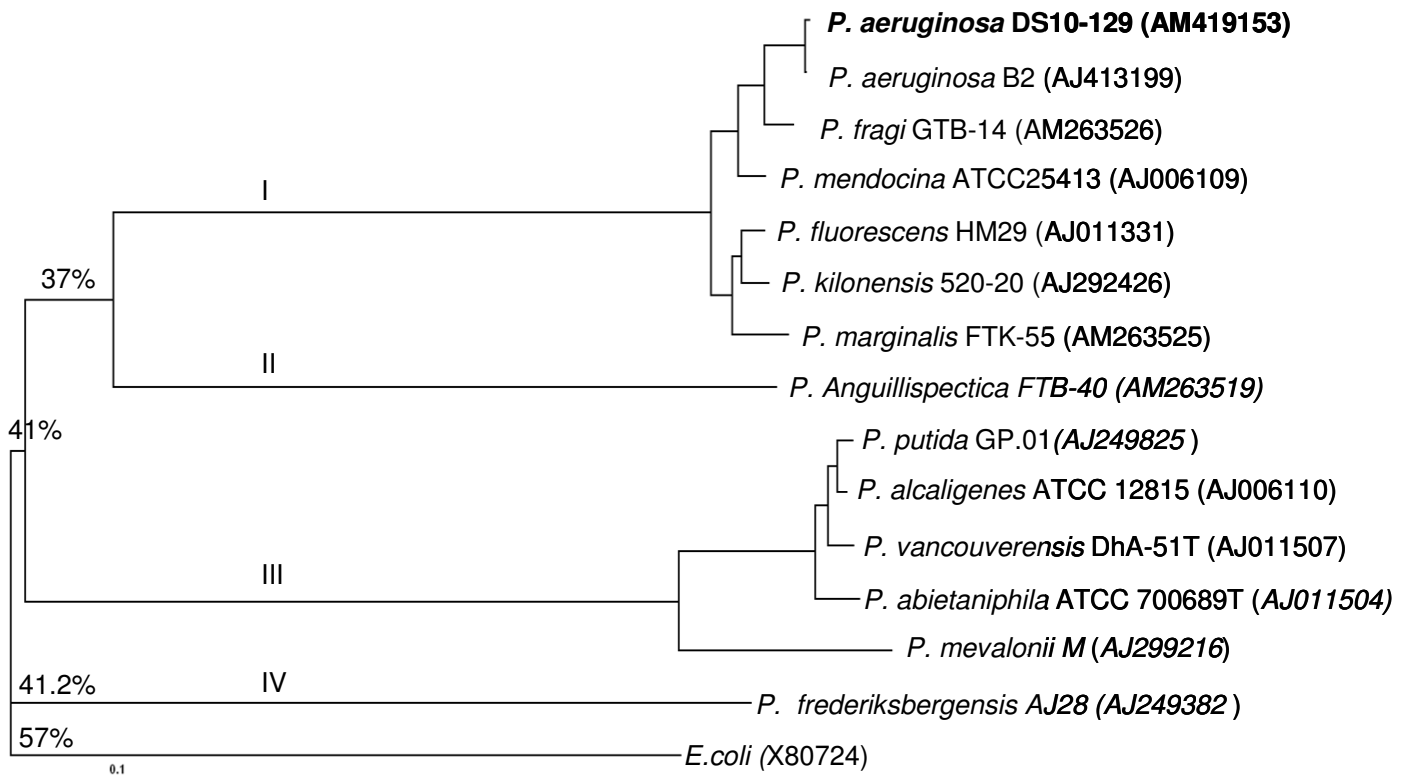 P. aeruginosa DS10-129 (AM419153)
P. aeruginosa B2 (AJ413199)
P. fragi GTB-14 (AM263526)
P. mendocina ATCC25413 (AJ006109)
I
P. fluorescens HM29 (AJ011331)
37%
P. kilonensis 520-20 (AJ292426)
P. marginalis FTK-55 (AM263525)
II
P. Anguillispectica FTB-40 (AM263519)
41%
P. putida GP.01(AJ249825 )
P. alcaligenes ATCC 12815 (AJ006110)
P. vancouverensis DhA-51T (AJ011507)
III
P. abietaniphila ATCC 700689T (AJ011504)
P. mevalonii M (AJ299216)
41.2%
IV
P. frederiksbergensis AJ28 (AJ249382 )
57%
E.coli (X80724)
0.1